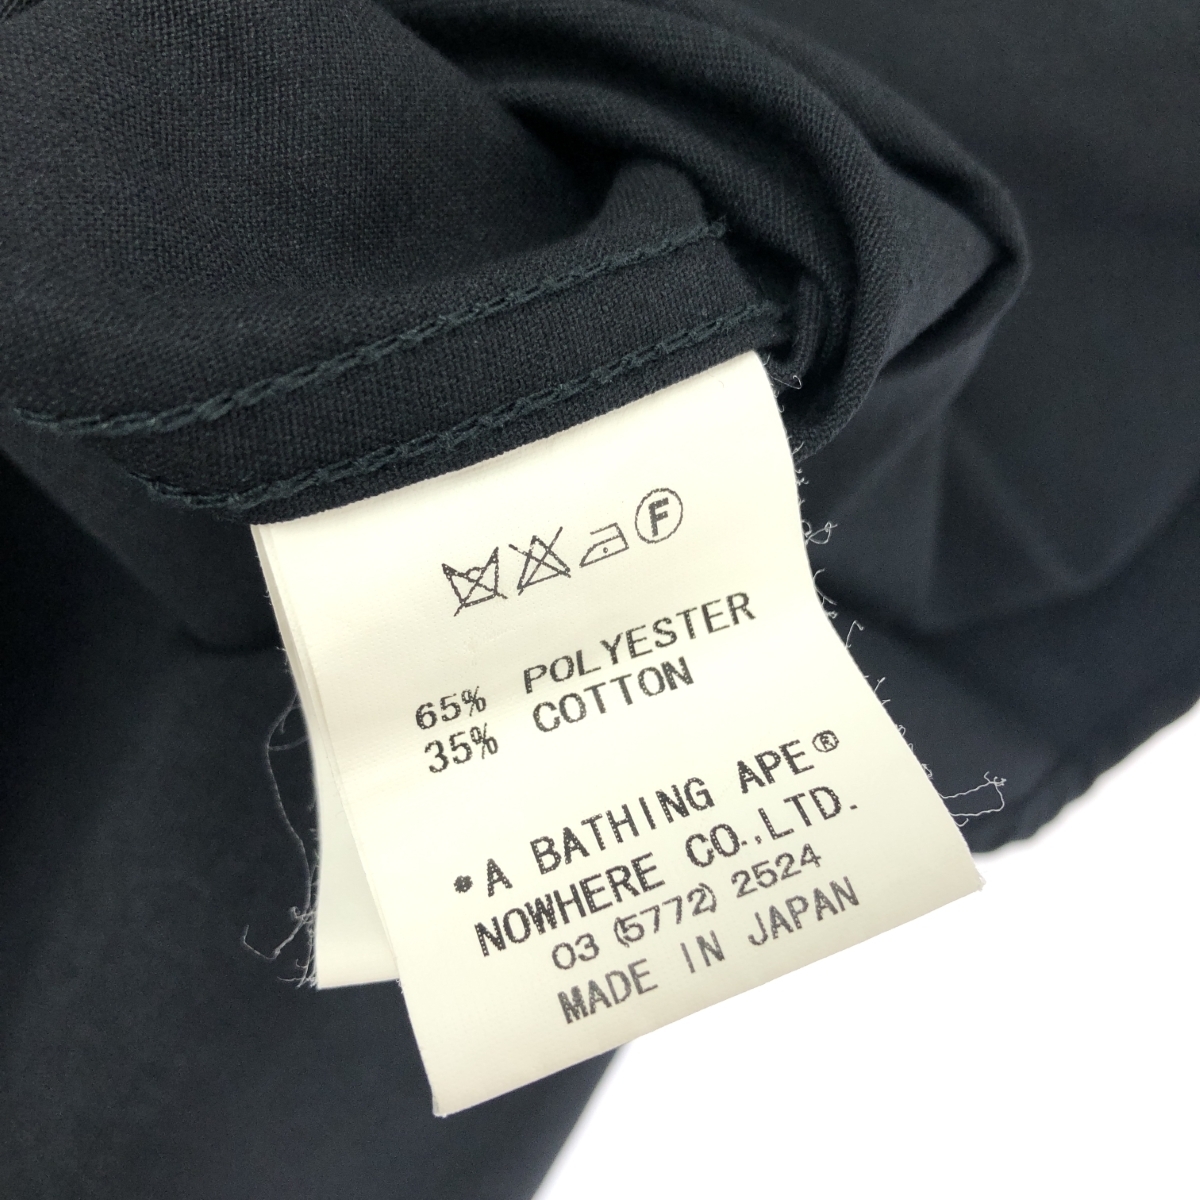 F
65% POLYESTER
35% COTTON
*A BATHING APE®
NOWHERE CO.,LTD.
03 (5772) 2524
MADE IN JAPAN